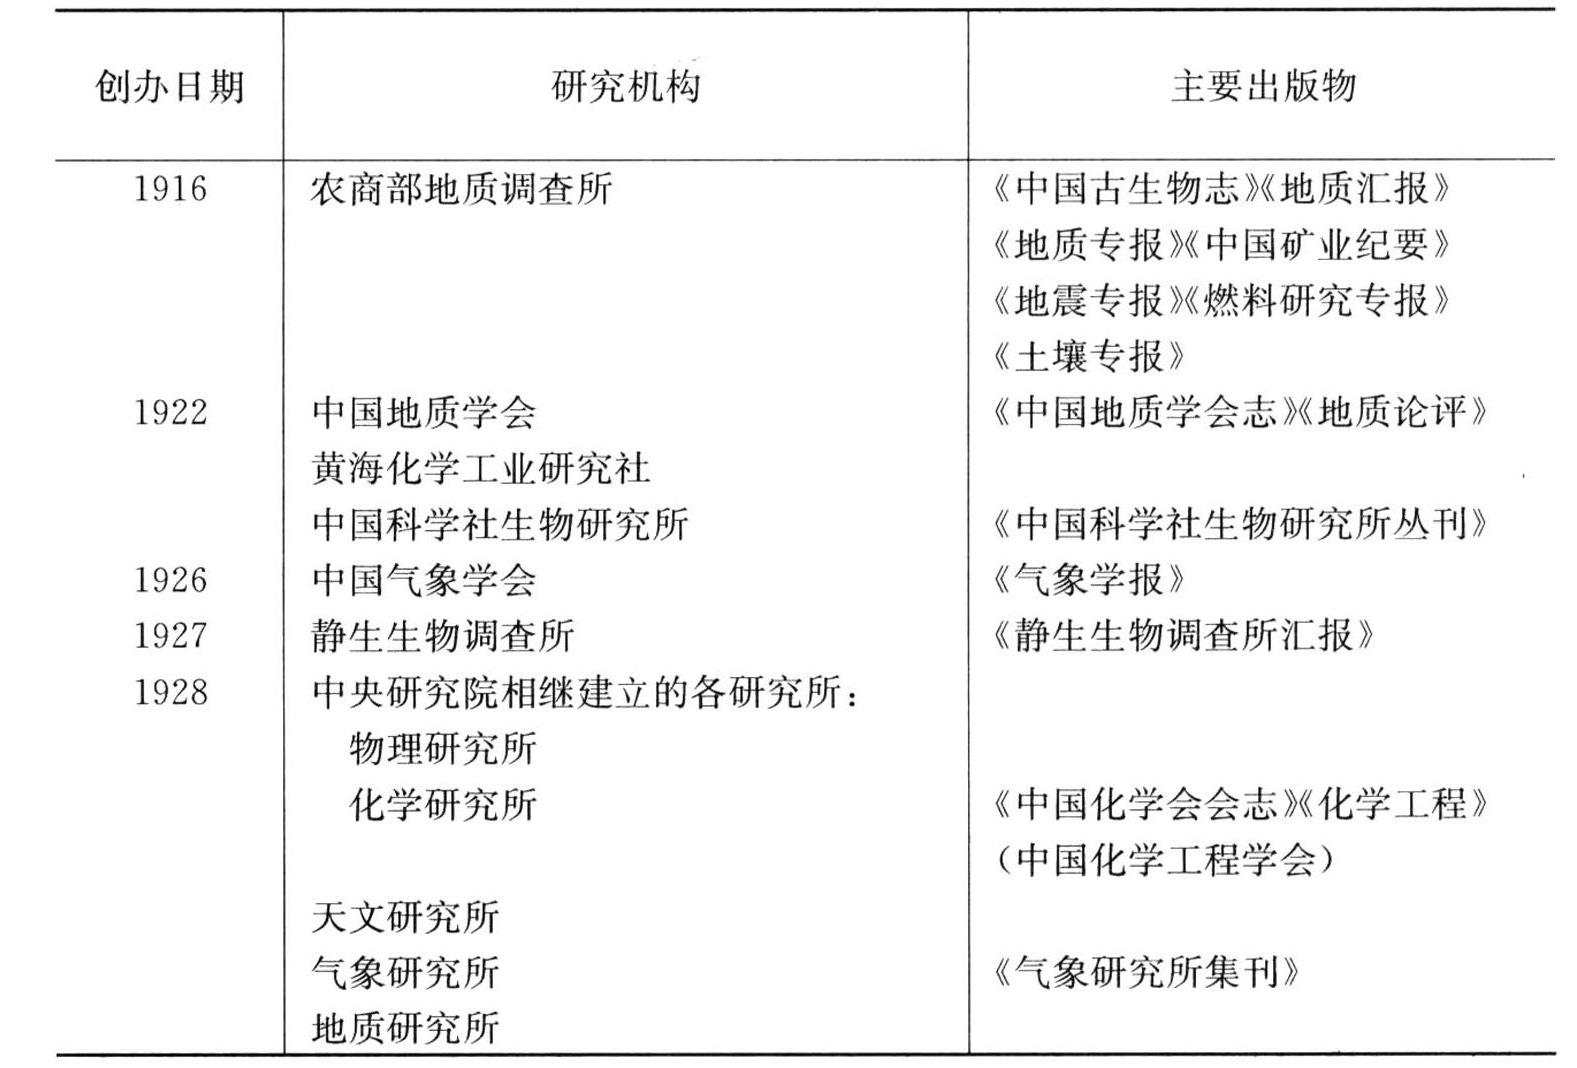 创办日期 研究机构 主要出版物
1916 农商部地质调查所 《中国古生物志》《地质汇报》
《地质专报》《中国矿业纪要》
《地震专报》《燃料研究专报》
《土壤专报》
1922 中国地质学会 《中国地质学会志》《地质论评》
黄海化学工业研究社
中国科学社生物研究所 《中国科学社生物研究所丛刊》
1926 中国气象学会 《气象学报》
1927 静生生物调查所 《静生生物调查所汇报》
1928 中央研究院相继建立的各研究所：
物理研究所
化学研究所 《中国化学会会志》《化学工程》
（中国化学工程学会）
天文研究所
气象研究所 《气象研究所集刊》
地质研究所